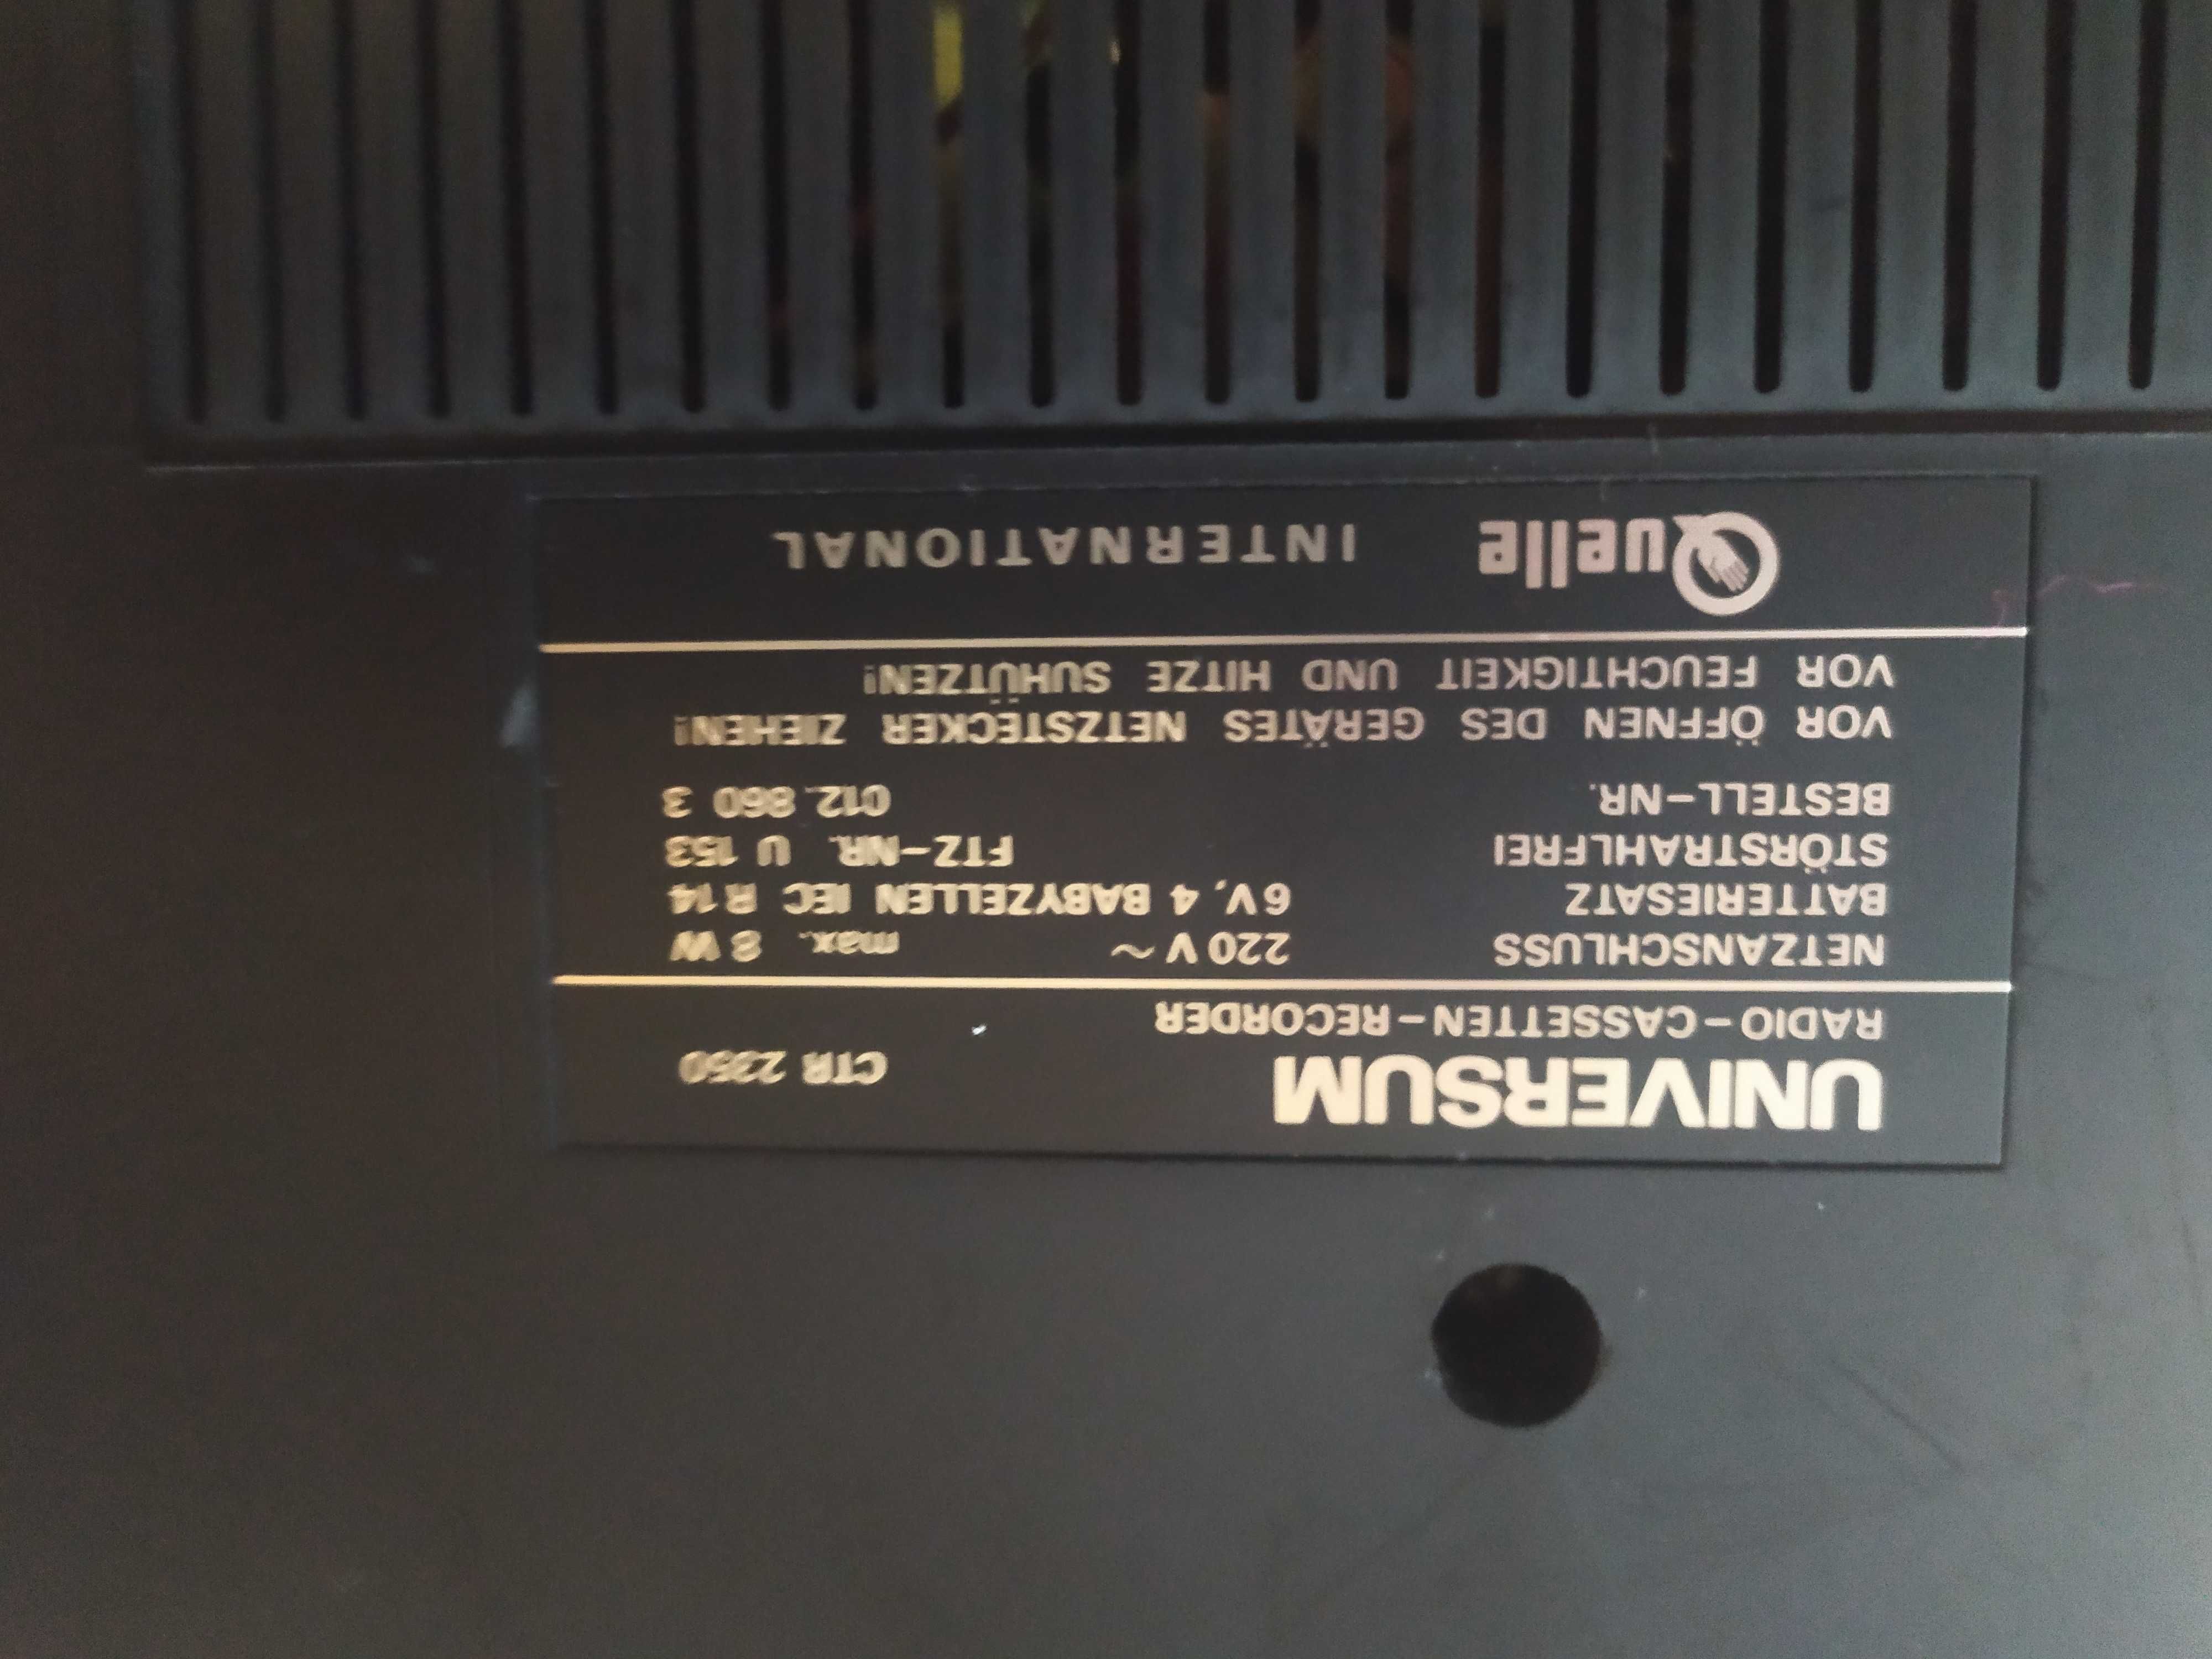 UNIVERSUM CTR 2350
RADIO-CASSETTEN-RECORDER
NETZANSCHLUSS 220 V ~ max. 8 W
BATTERIESATZ 6V, 4 BABYZELLEN IEC R 14
STÖRSTRAHLFREI FTZ-NR. U 153
BESTELL-NR. 012. 860 3
VOR ÖFFNEN DES GERÄTES NETZSTECKER ZIEHEN!
VOR FEUCHTIGKEIT UND HITZE SUHÜTZEN!
Quelle INTERNATIONAL